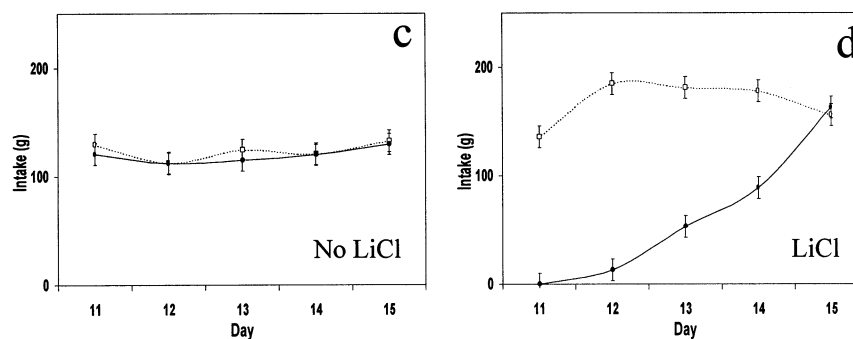 c
200
100
0
Intake (g)
No LiCl
11 12 13 14 15
Day
d
200
100
0
Intake (g)
LiCl
11 12 13 14 15
Day